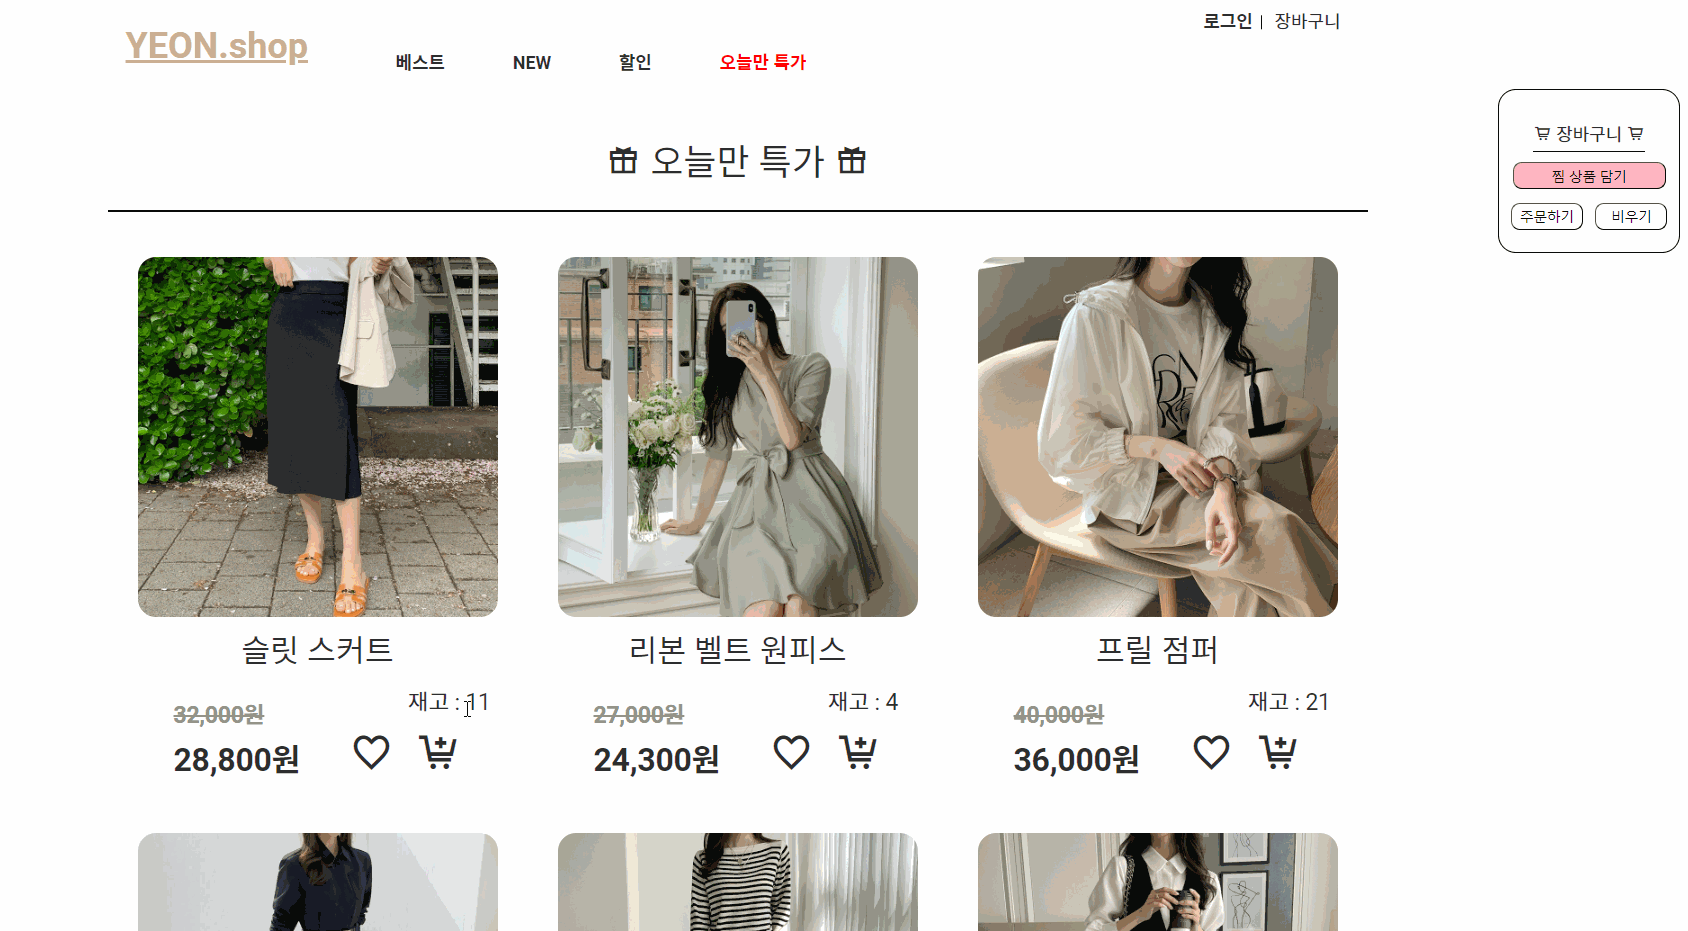 로그인 | 장바구니
YEON.shop
베스트 NEW 할인 오늘만 특가
장바구니
찜 상품 담기
주문하기 비우기
오늘만 특가
슬릿 스커트
재고 : 11
32,000원
28,800원
리본 벨트 원피스
재고 : 4
27,000원
24,300원
프릴 점퍼
재고 : 21
40,000원
36,000원